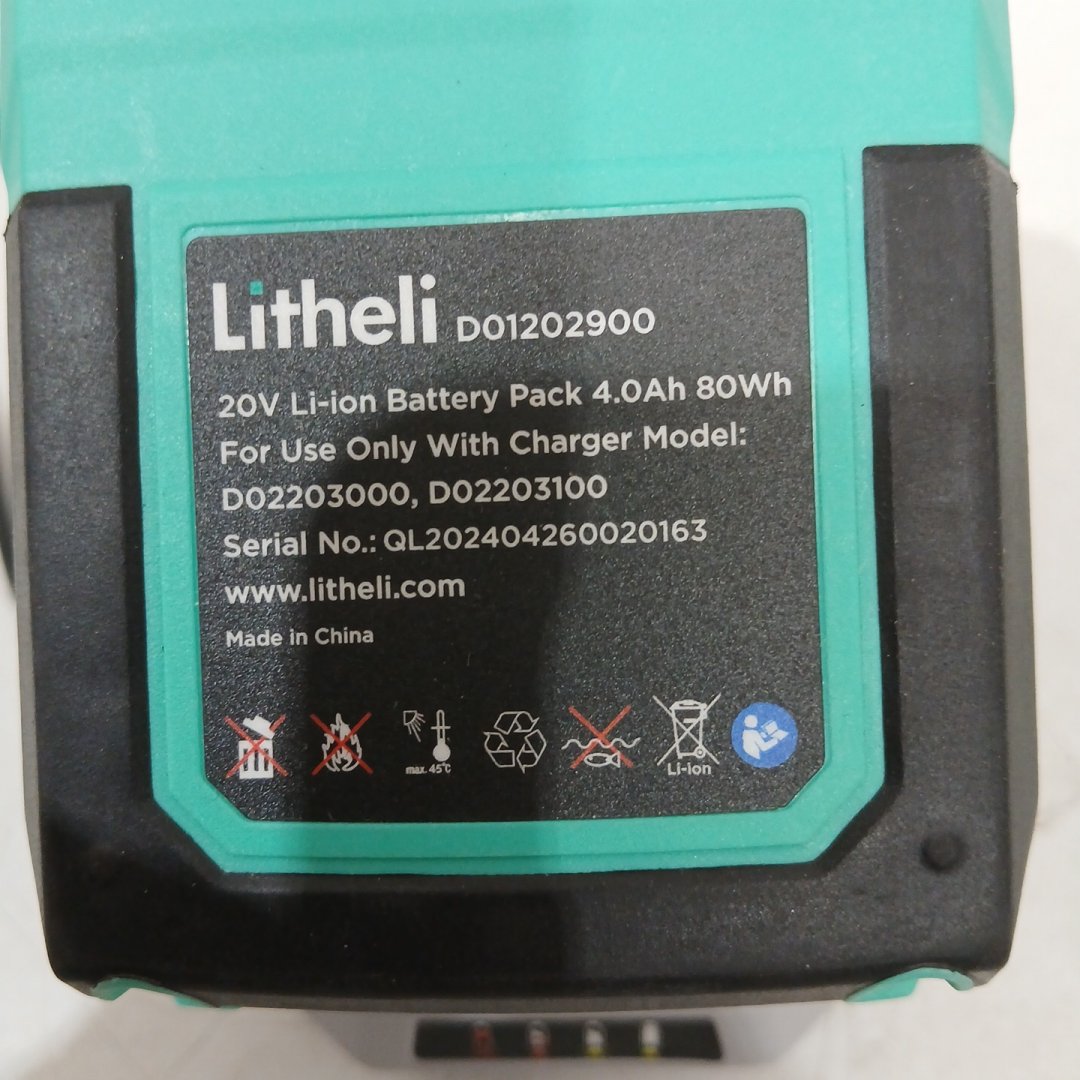 Litheli D01202900
20V Li-ion Battery Pack 4.0Ah 80Wh
For Use Only With Charger Model:
D02203000, D02203100
Serial No.: QL202404260020163
www.litheli.com
Made in China
max. 45°C
Li-ion